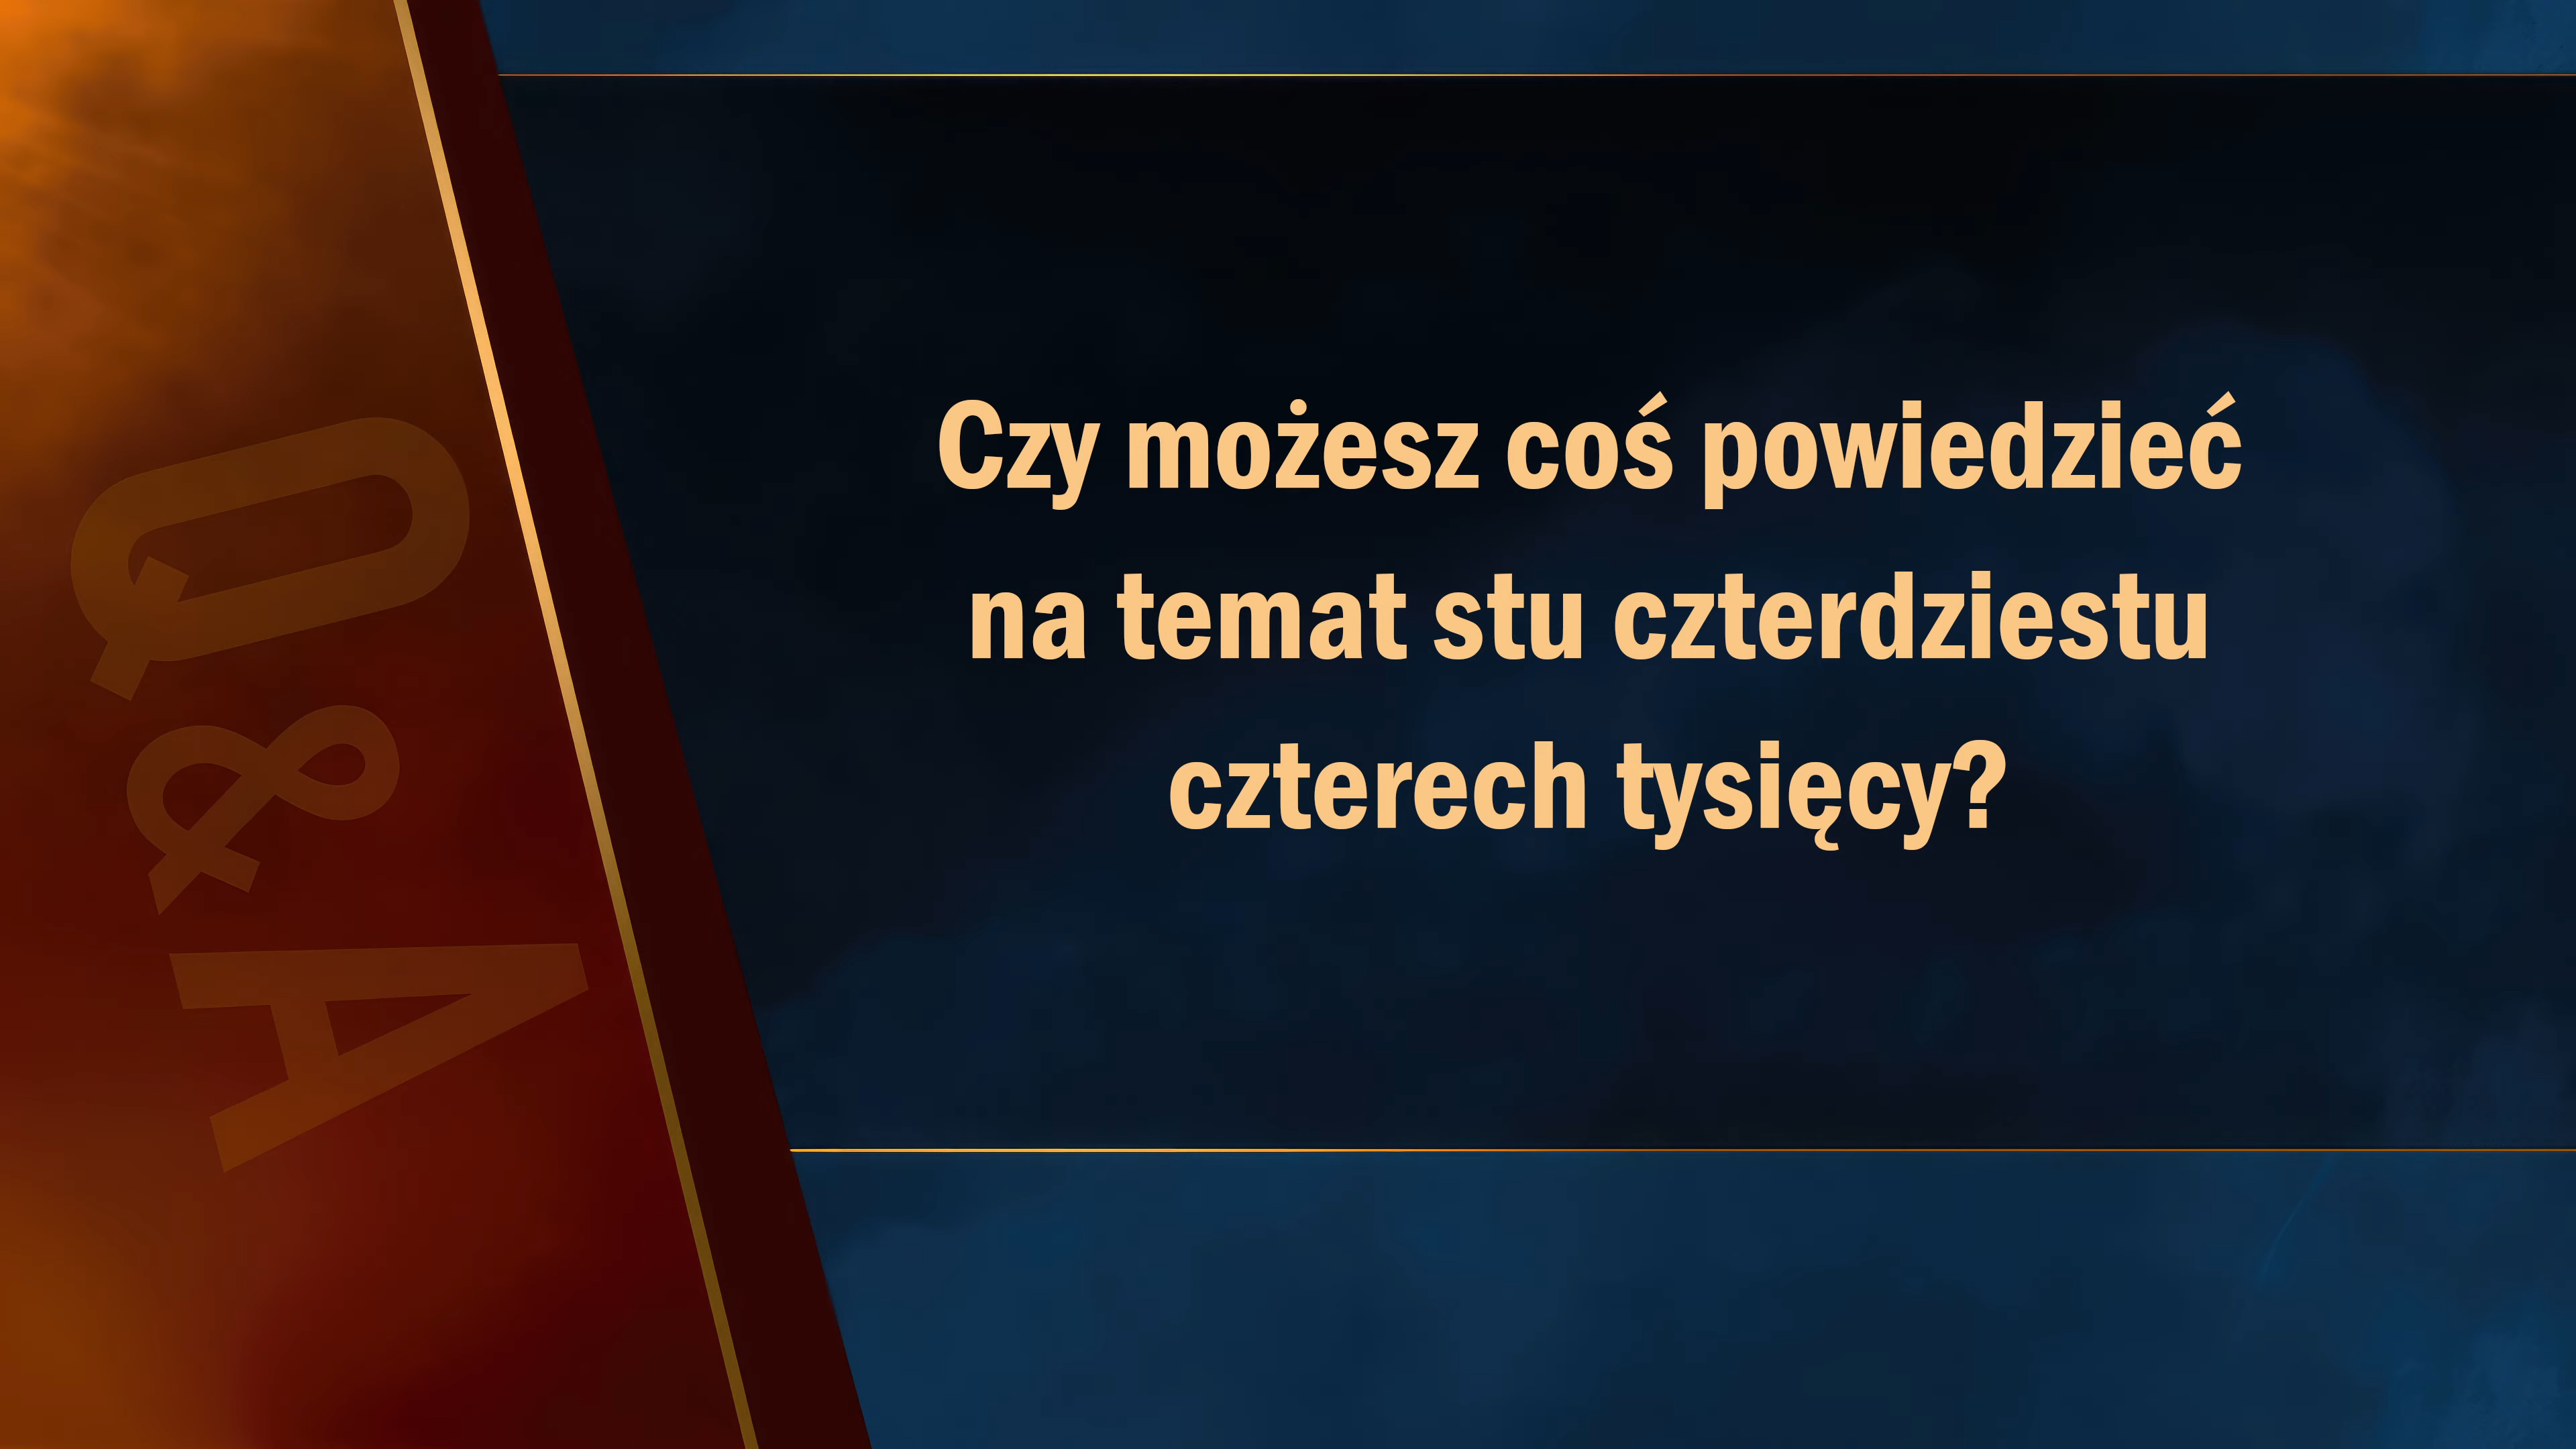 Q & A
Czy możesz coś powiedzieć
na temat stu czterdziestu
czterech tysięcy?